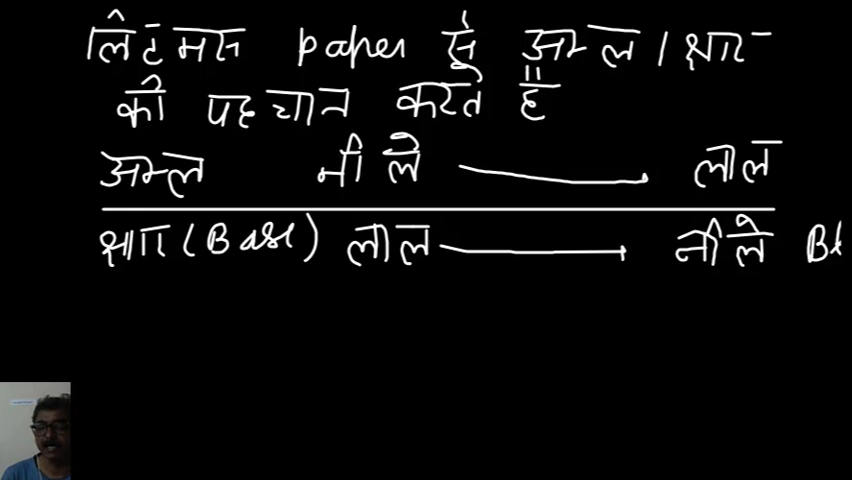 लिटमस paper से अम्ल / क्षार
की पहचान करते हैं
अम्ल नीले → लाल
क्षार (Base) लाल → नीले